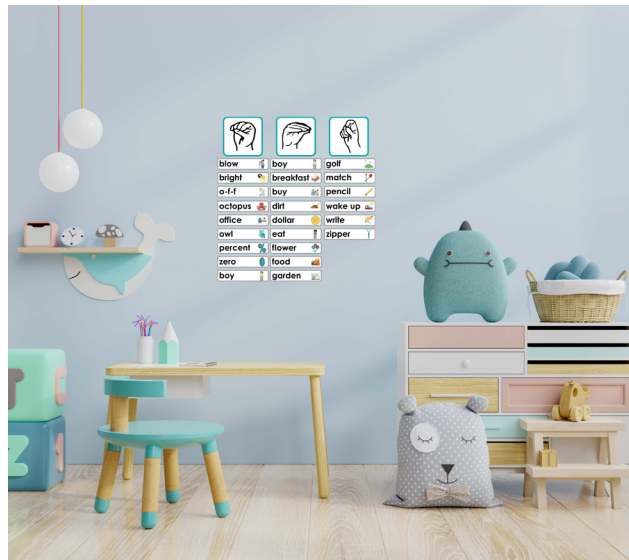 blow
bright
o-f-f
octopus
office
owl
percent
zero
boy
boy
breakfast
buy
dirt
dollar
eat
flower
food
garden
golf
match
pencil
wake up
write
zipper
Z